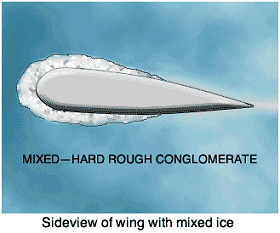 MIXED—HARD ROUGH CONGLOMERATE
Sideview of wing with mixed ice